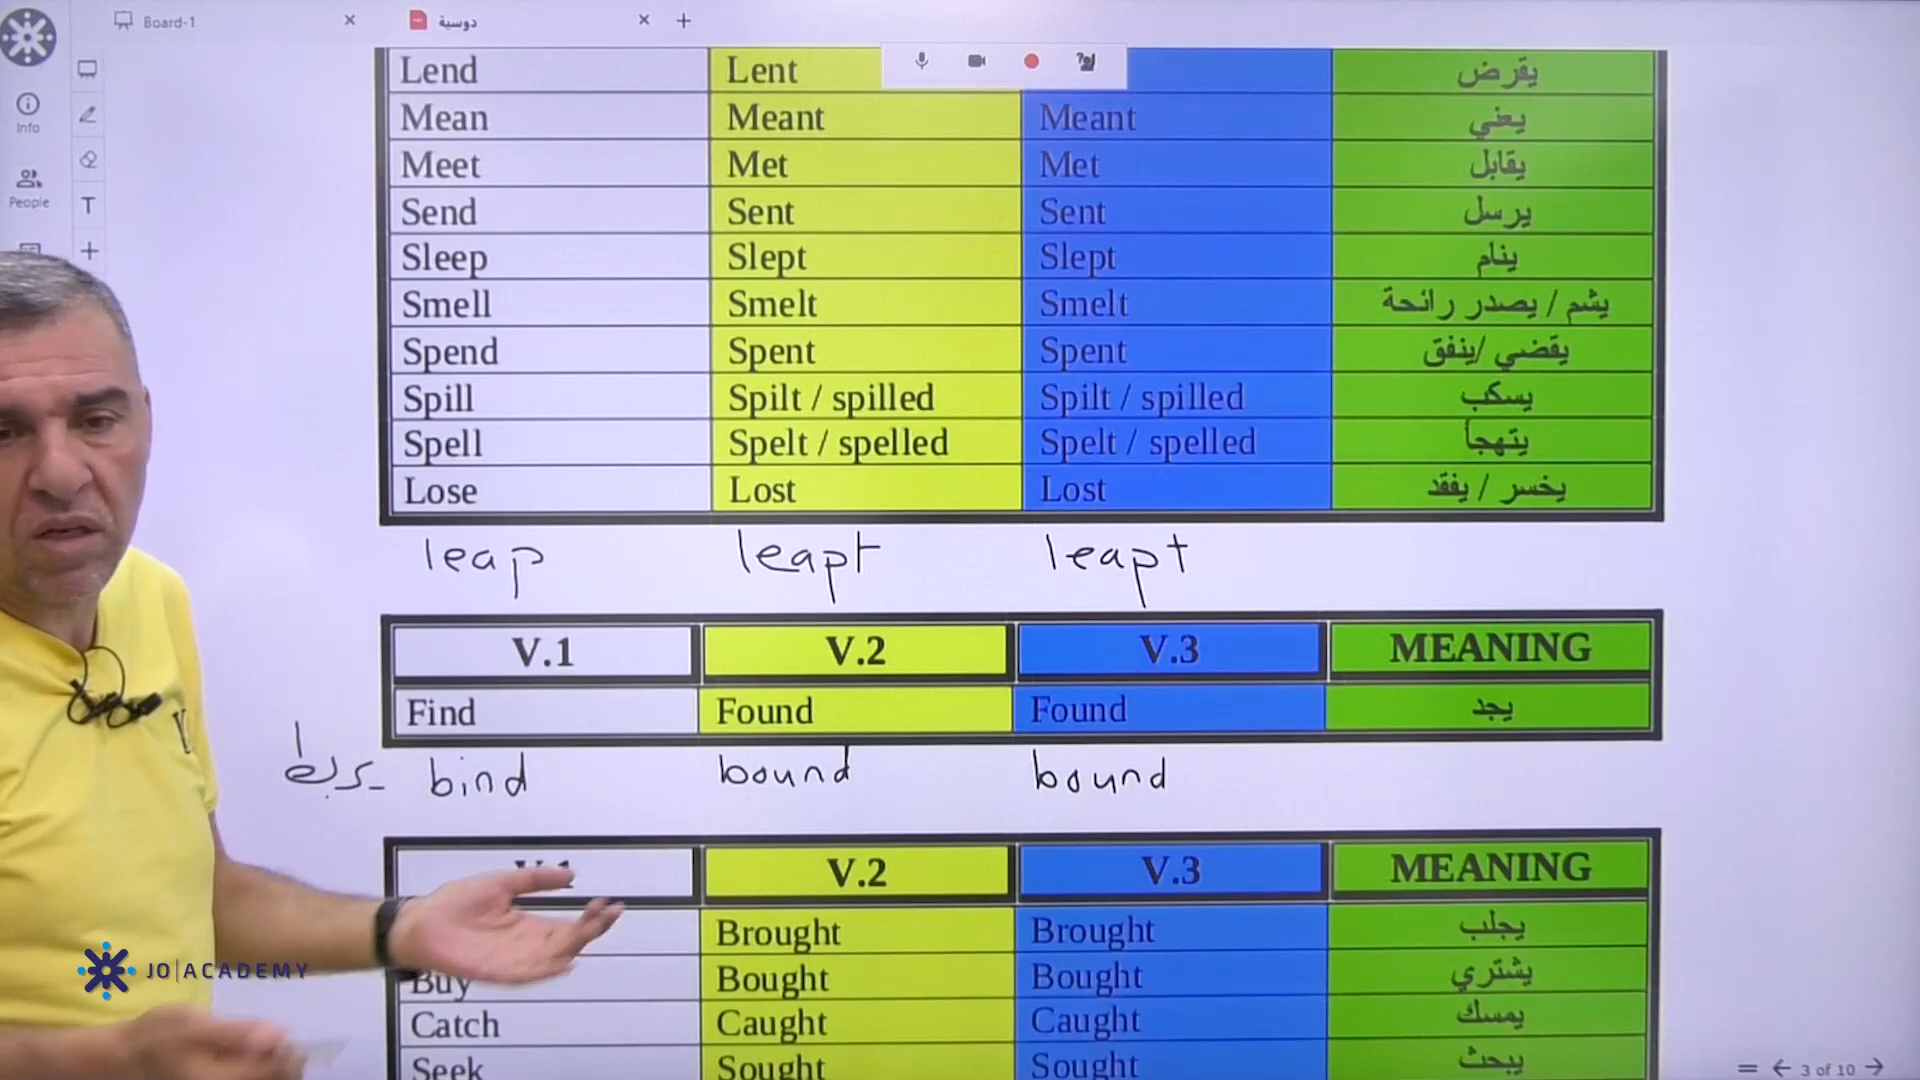 Board-1 دوسية
Info
People
T
Lend Lent يقرض
Mean Meant Meant يعني
Meet Met Met يقابل
Send Sent Sent يرسل
Sleep Slept Slept ينام
Smell Smelt Smelt يشم / يصدر رائحة
Spend Spent Spent يقضي /ينفق
Spill Spilt / spilled Spilt / spilled يسكب
Spell Spelt / spelled Spelt / spelled يتهجأ
Lose Lost Lost يخسر / يفقد
leap leapt leapt
V.1 V.2 V.3 MEANING
Find Found Found يجد
bind bound bound
V.1 V.2 V.3 MEANING
Brought Brought يجلب
Buy Bought Bought يشتري
Catch Caught Caught يمسك
Seek Sought Sought يبحث
JO|ACADEMY
3 of 10